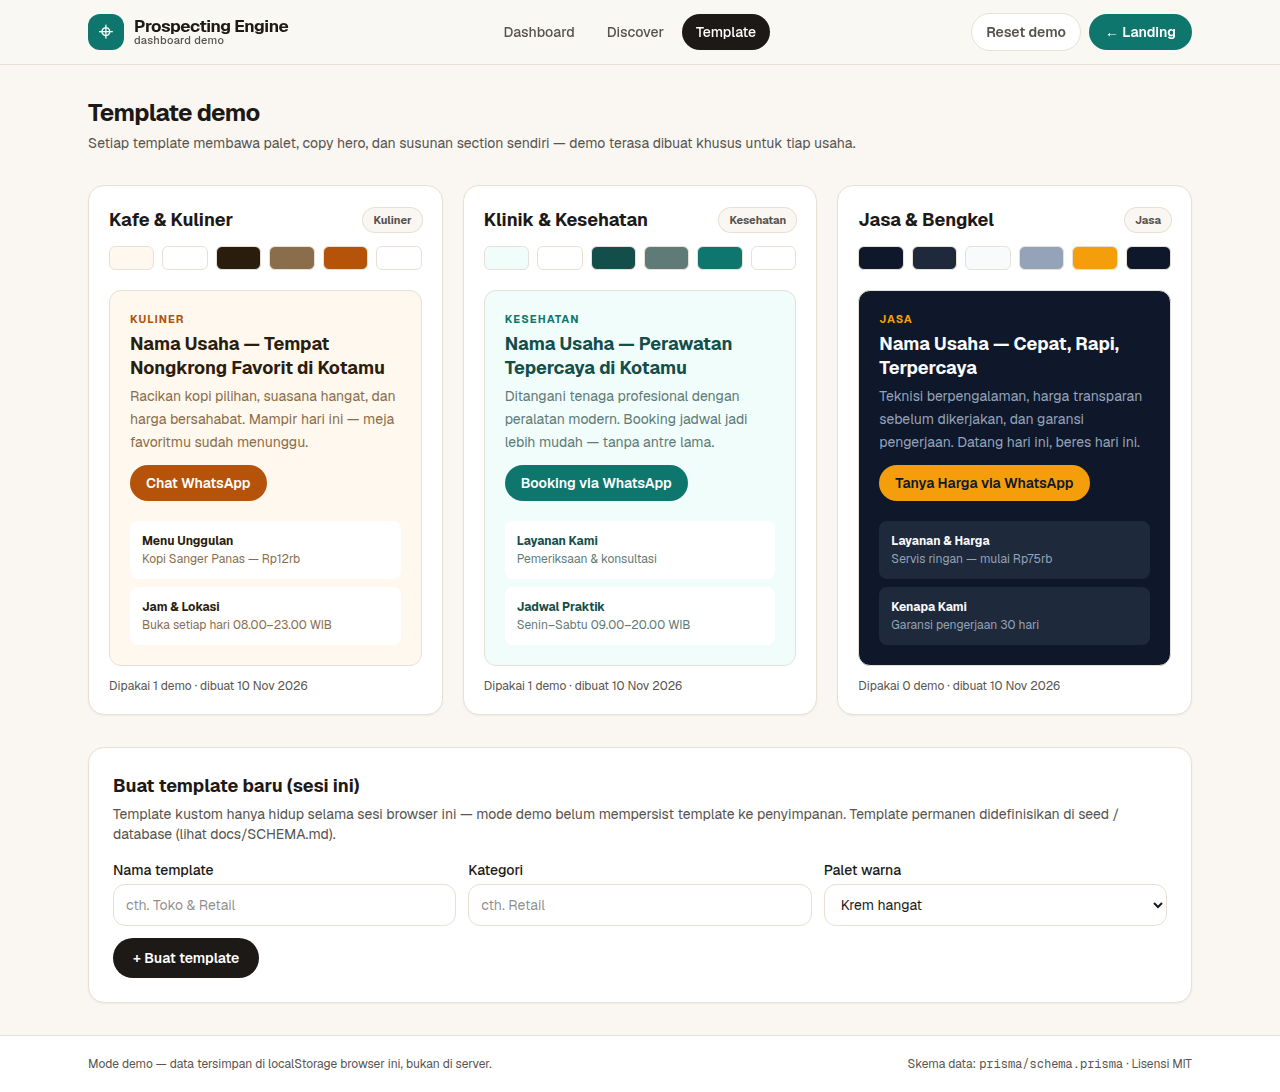 Prospecting Engine
dashboard demo
Dashboard
Discover
Template
Reset demo
← Landing
Template demo
Setiap template membawa palet, copy hero, dan susunan section sendiri — demo terasa dibuat khusus untuk tiap usaha.
Kafe & Kuliner
Kuliner
KULINER
Nama Usaha — Tempat
Nongkrong Favorit di Kotamu
Racikan kopi pilihan, suasana hangat, dan
harga bersahabat. Mampir hari ini — meja
favoritmu sudah menunggu.
Chat WhatsApp
Menu Unggulan
Kopi Sanger Panas — Rp12rb
Jam & Lokasi
Buka setiap hari 08.00–23.00 WIB
Dipakai 1 demo · dibuat 10 Nov 2026
Klinik & Kesehatan
Kesehatan
KESEHATAN
Nama Usaha — Perawatan
Tepercaya di Kotamu
Ditangani tenaga profesional dengan
peralatan modern. Booking jadwal jadi
lebih mudah — tanpa antre lama.
Booking via WhatsApp
Layanan Kami
Pemeriksaan & konsultasi
Jadwal Praktik
Senin–Sabtu 09.00–20.00 WIB
Dipakai 1 demo · dibuat 10 Nov 2026
Jasa & Bengkel
Jasa
JASA
Nama Usaha — Cepat, Rapi,
Terpercaya
Teknisi berpengalaman, harga transparan
sebelum dikerjakan, dan garansi
pengerjaan. Datang hari ini, beres hari ini.
Tanya Harga via WhatsApp
Layanan & Harga
Servis ringan — mulai Rp75rb
Kenapa Kami
Garansi pengerjaan 30 hari
Dipakai 0 demo · dibuat 10 Nov 2026
Buat template baru (sesi ini)
Template kustom hanya hidup selama sesi browser ini — mode demo belum mempersist template ke penyimpanan. Template permanen didefinisikan di seed /
database (lihat docs/SCHEMA.md).
Nama template
Kategori
Palet warna
cth. Toko & Retail
cth. Retail
Krem hangat
+ Buat template
Mode demo — data tersimpan di localStorage browser ini, bukan di server.
Skema data: prisma/schema.prisma · Lisensi MIT